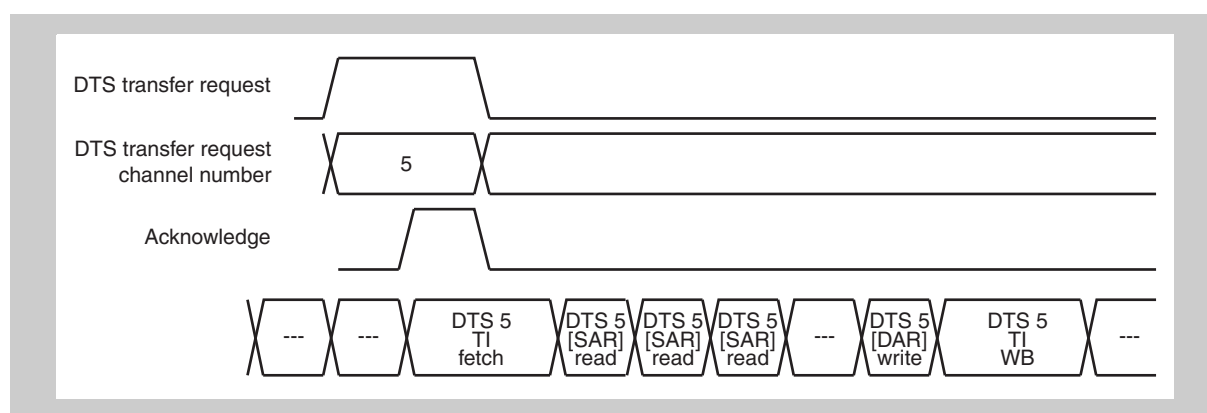 DTS transfer request
DTS transfer request
channel number
5
Acknowledge
---
---
DTS 5
TI
fetch
DTS 5
[SAR]
read
DTS 5
[SAR]
read
DTS 5
[SAR]
read
---
DTS 5
[DAR]
write
DTS 5
TI
WB
---